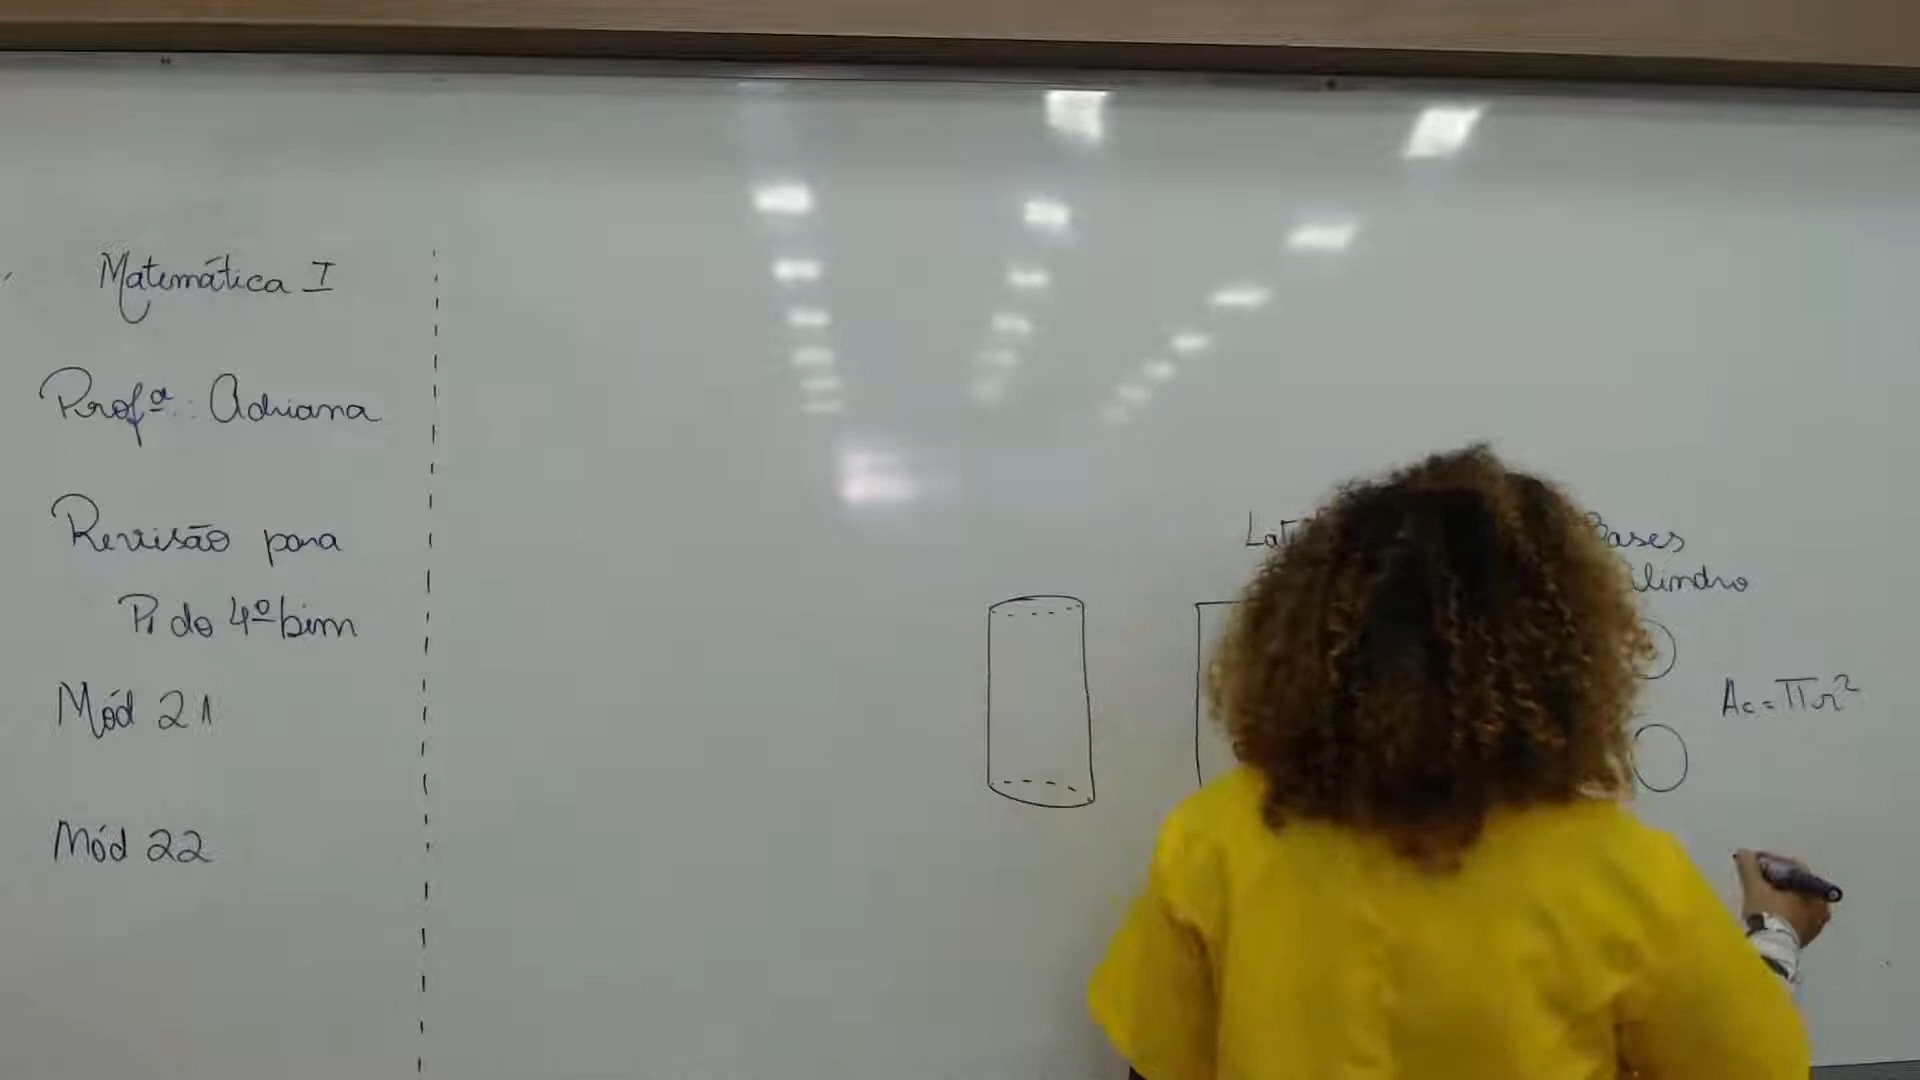 Matemática I
Profª: Adriana
Revisão para
P1 do 4º bim
Mód 21
Mód 22
Bases
Ac = πr²